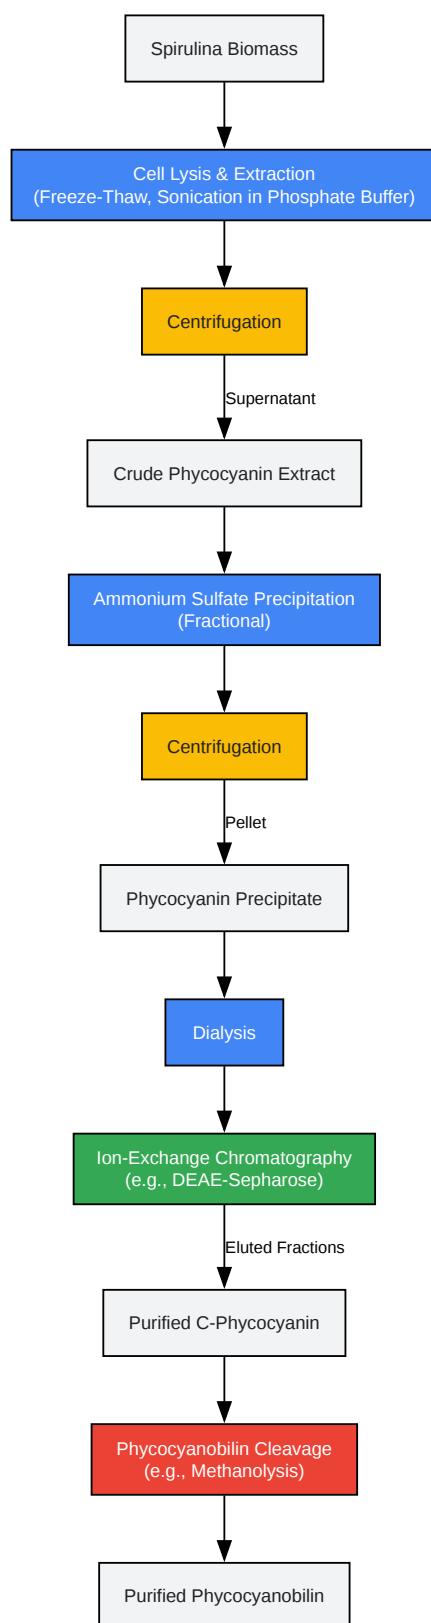 Spirulina Biomass
Cell Lysis & Extraction
(Freeze-Thaw, Sonication in Phosphate Buffer)
Centrifugation
Supernatant
Crude Phycocyanin Extract
Ammonium Sulfate Precipitation
(Fractional)
Centrifugation
Pellet
Phycocyanin Precipitate
Dialysis
Ion-Exchange Chromatography
(e.g., DEAE-Sepharose)
Eluted Fractions
Purified C-Phycocyanin
Phycocyanobilin Cleavage
(e.g., Methanolysis)
Purified Phycocyanobilin